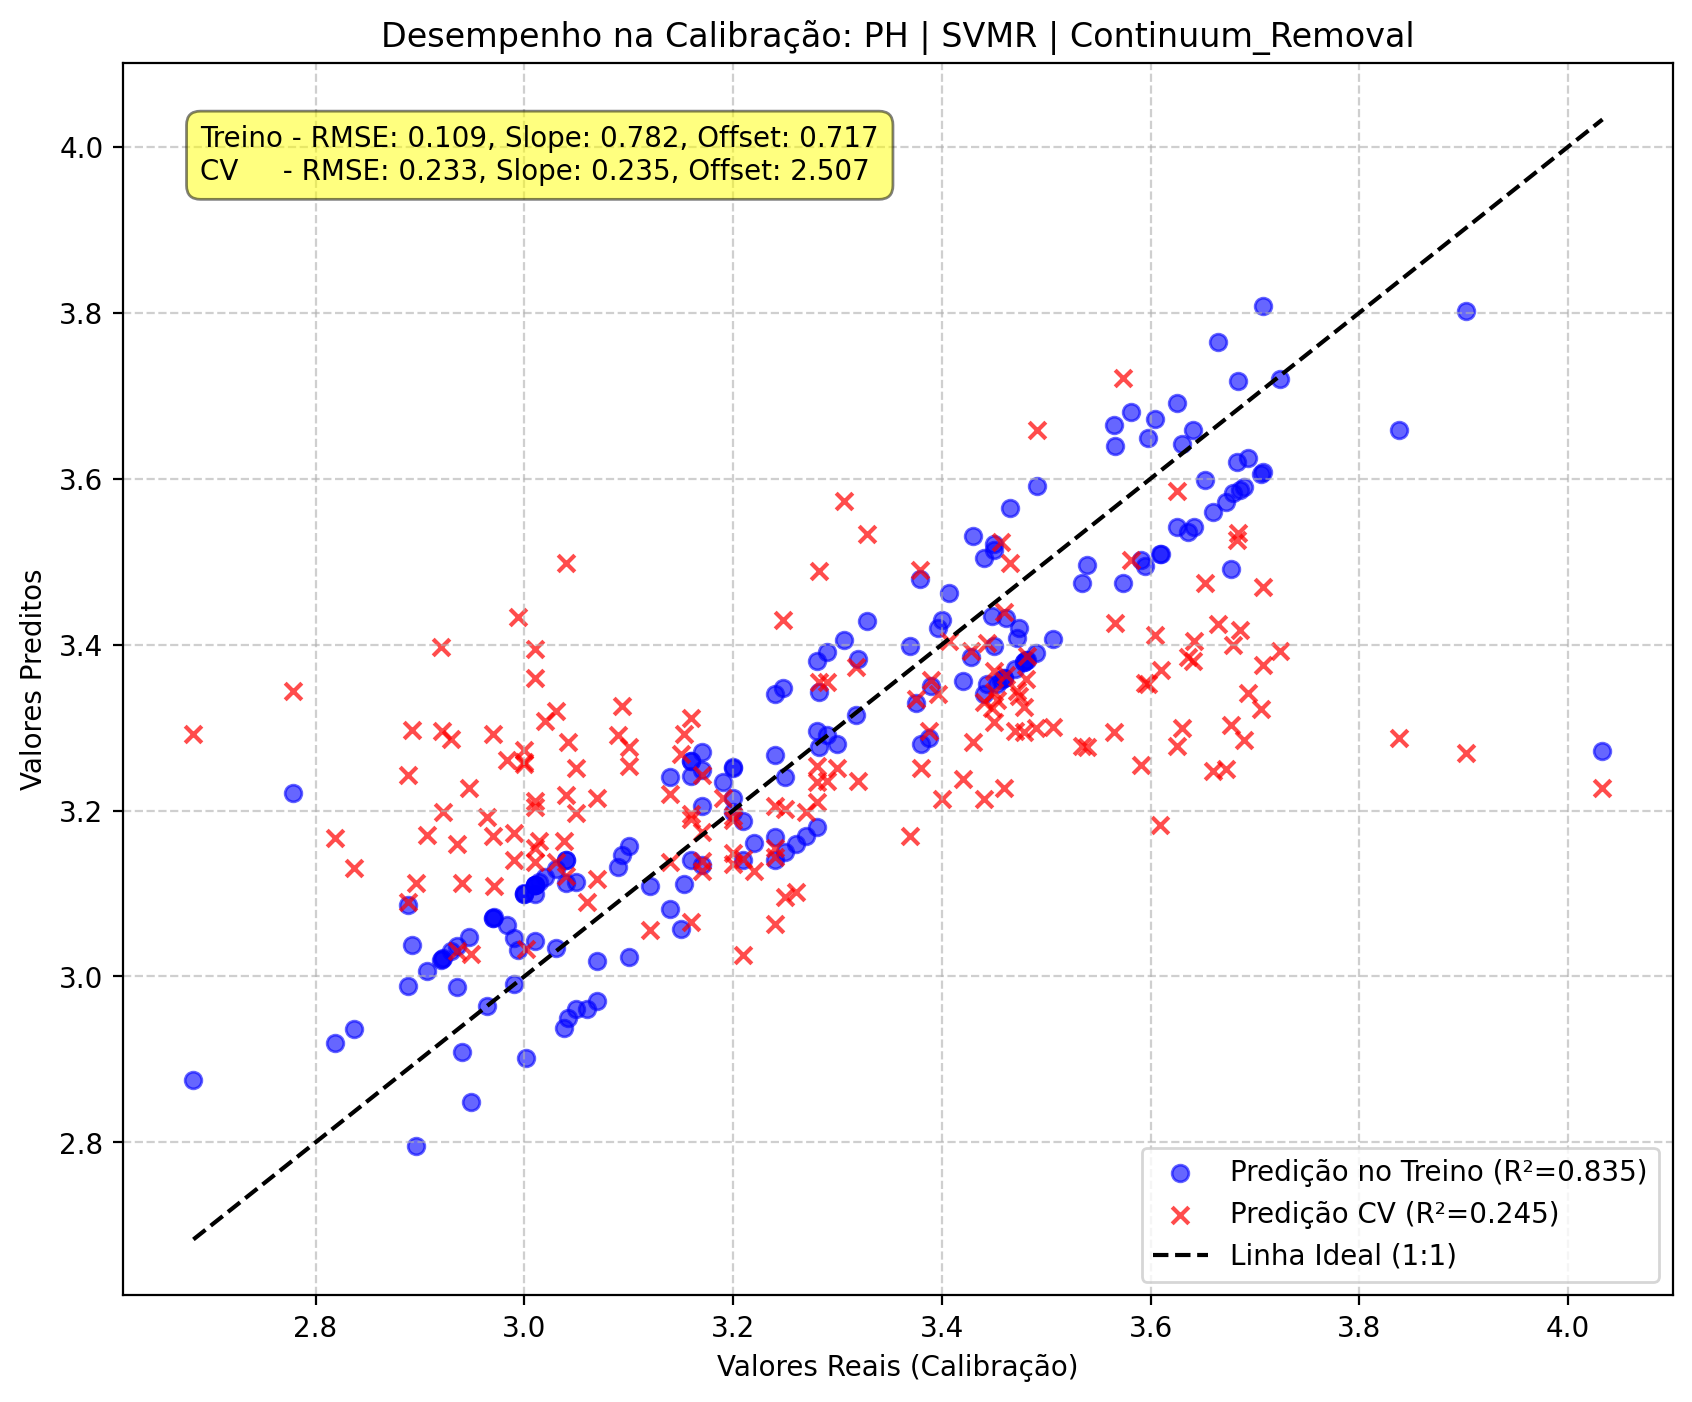 Desempenho na Calibração: PH | SVMR | Continuum_Removal
Treino - RMSE: 0.109, Slope: 0.782, Offset: 0.717
CV - RMSE: 0.233, Slope: 0.235, Offset: 2.507
Valores Preditos
4.0
3.8
3.6
3.4
3.2
3.0
2.8
Predição no Treino (R²=0.835)
Predição CV (R²=0.245)
Linha Ideal (1:1)
2.8 3.0 3.2 3.4 3.6 3.8 4.0
Valores Reais (Calibração)